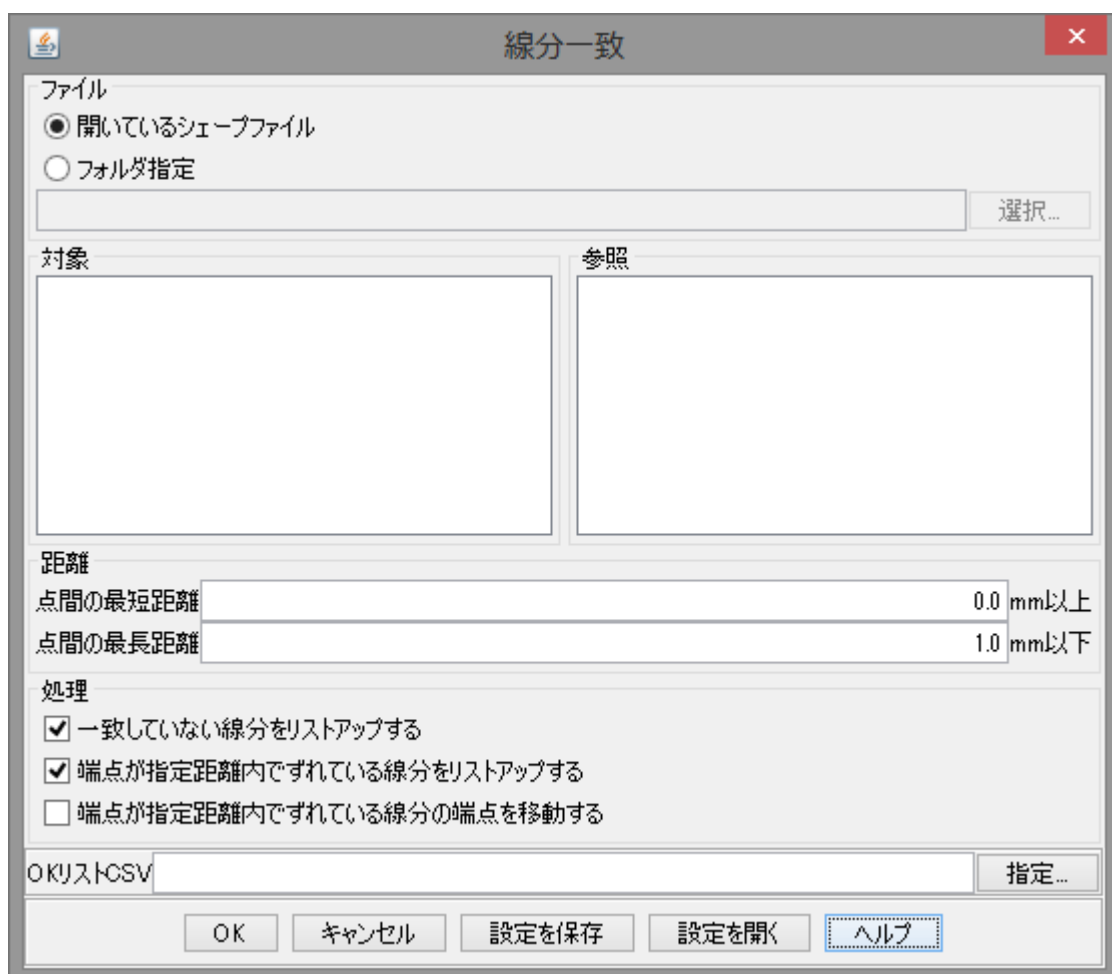 線分一致
ファイル
開いているシェープファイル
フォルダ指定
選択...
対象
参照
距離
点間の最短距離 0.0 mm以上
点間の最長距離 1.0 mm以下
処理
一致していない線分をリストアップする
端点が指定距離内でずれている線分をリストアップする
端点が指定距離内でずれている線分の端点を移動する
OKリストCSV 指定...
OK キャンセル 設定を保存 設定を開く ヘルプ